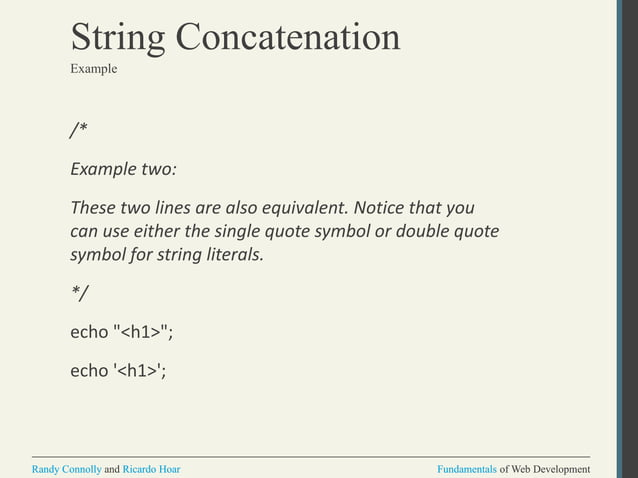 String Concatenation
Example
/*
Example two:
These two lines are also equivalent. Notice that you
can use either the single quote symbol or double quote
symbol for string literals.
*/
echo "<h1>";
echo '<h1>';
Randy Connolly and Ricardo Hoar
Fundamentals of Web Development